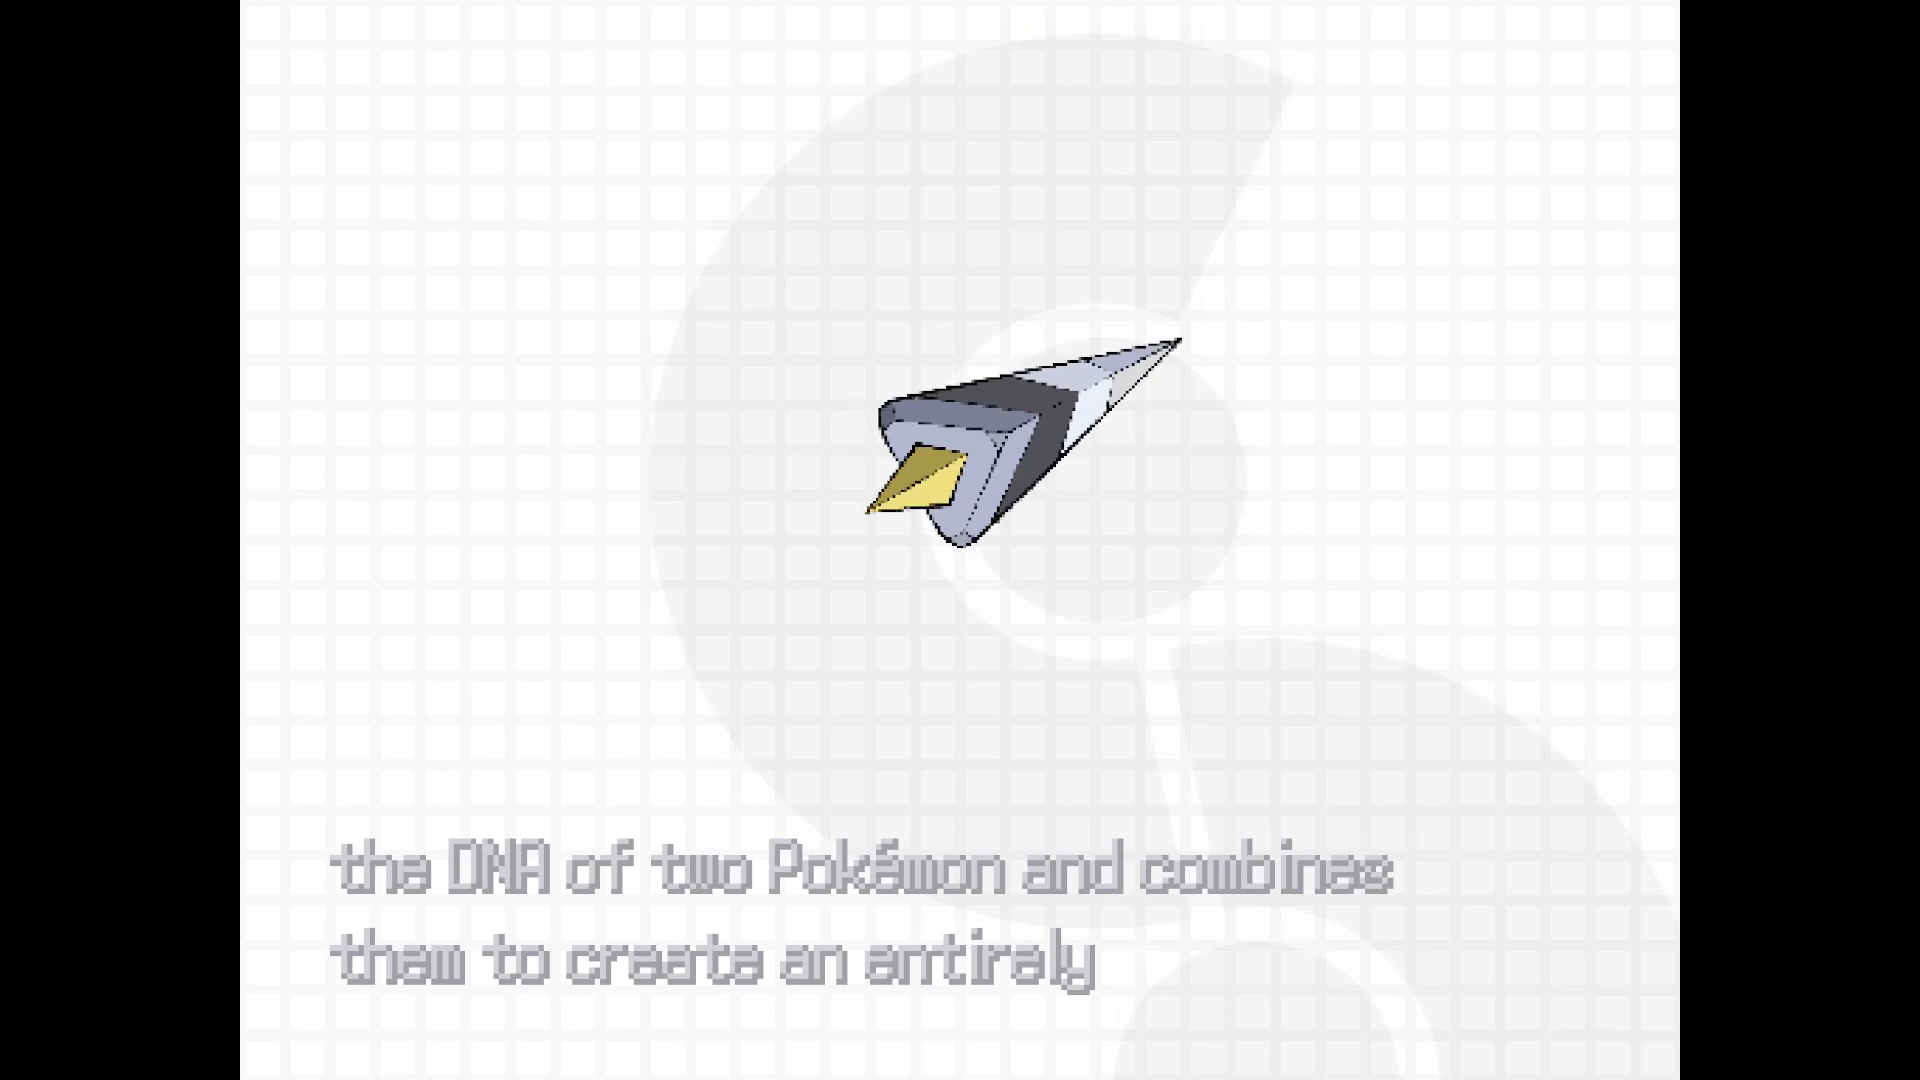 the DNA of two Pokémon and combines
them to create an entirely